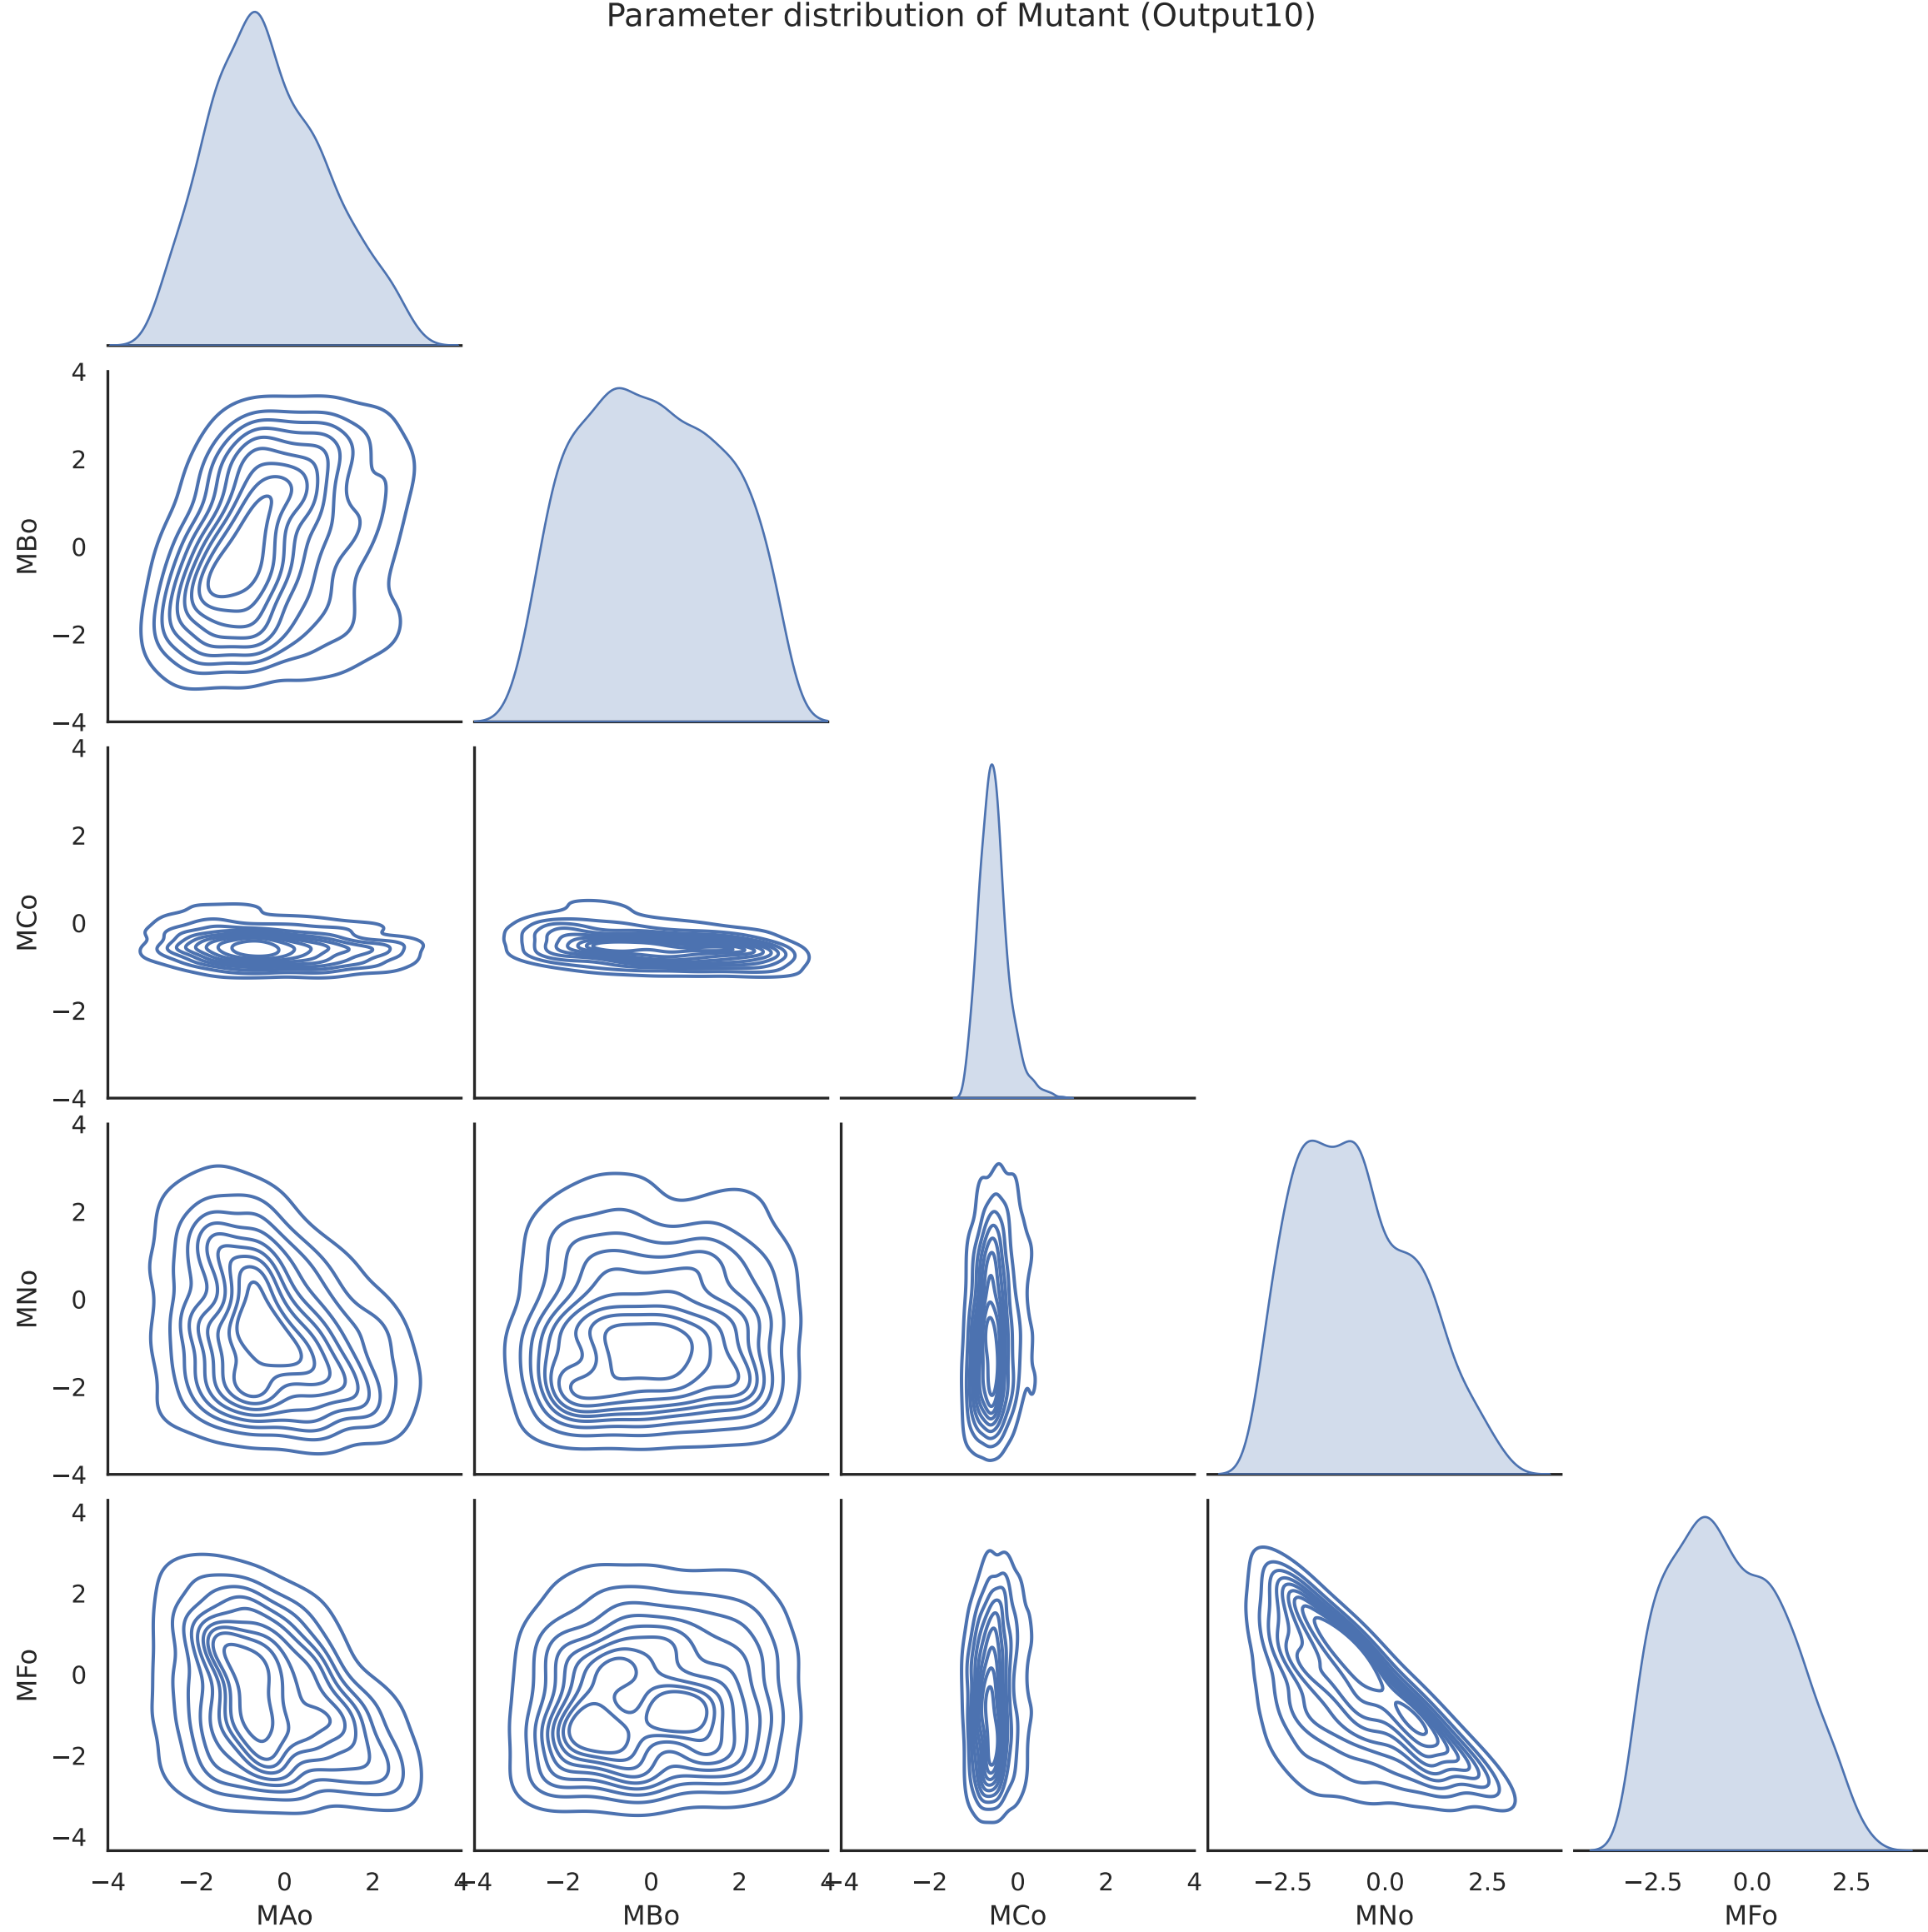 Parameter distribution of Mutant (Output10)
4
2
0
−2
−4
MBo
4
2
0
−2
−4
MCo
4
2
0
−2
−4
MNo
4
2
0
−2
−4
MFo
−4 −2 0 2 4
−4 −2 0 2 4
−4 −2 0 2 4
−2.5 0.0 2.5
−2.5 0.0 2.5
MAo MBo MCo MNo MFo